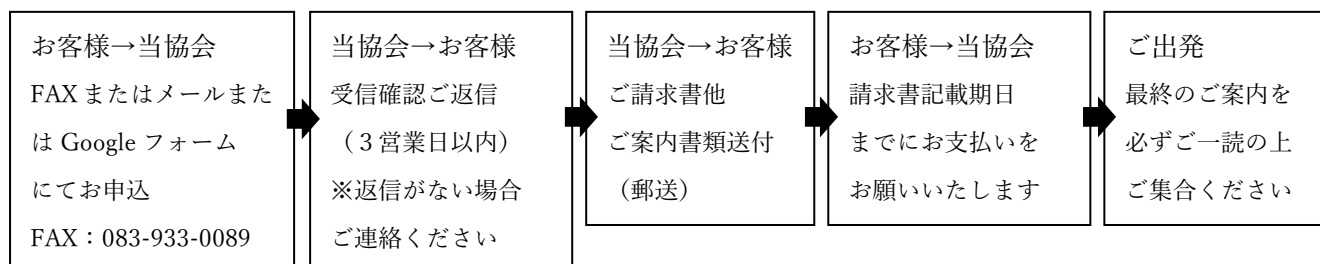 お客様→当協会
FAXまたはメールまた
は Google フォーム
にてお申込
FAX：083-933-0089
当協会→お客様
受信確認ご返信
（３営業日以内）
※返信がない場合
ご連絡ください
当協会→お客様
ご請求書他
ご案内書類送付
（郵送）
お客様→当協会
請求書記載期日
までにお支払いを
お願いいたします
ご出発
最終のご案内を
必ずご一読の上
ご集合ください